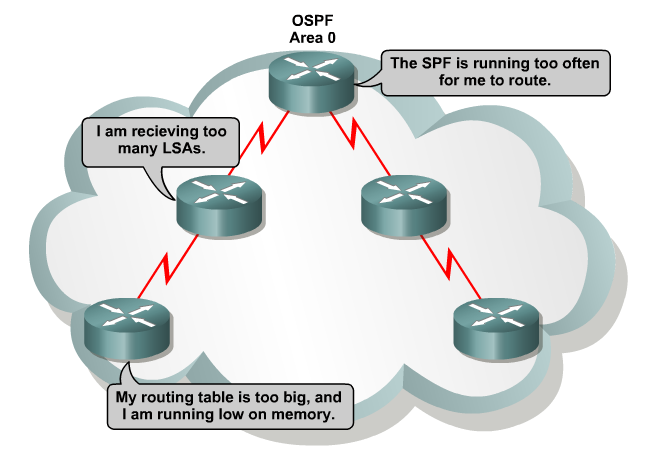 OSPF
Area 0
The SPF is running too often
for me to route.
I am recieving too
many LSAs.
My routing table is too big, and
I am running low on memory.